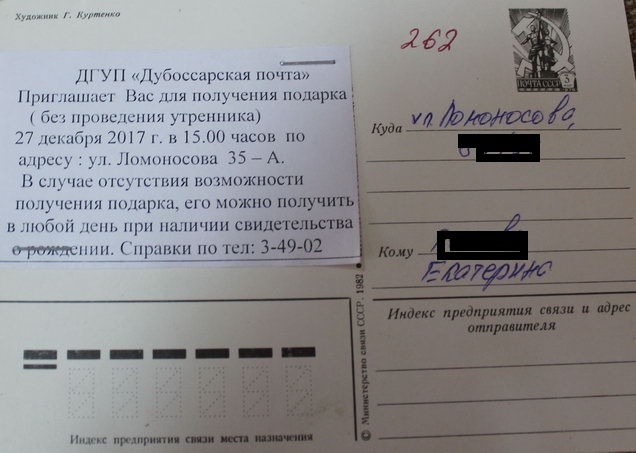 Художник Г. Куртенко
ДГУП «Дубоссарская почта»
Приглашает Вас для получения подарка
( без проведения утренника)
27 декабря 2017 г. в 15.00 часов по
адресу : ул. Ломоносова 35 – А.
В случае отсутствия возможности
получения подарка, его можно получить
в любой день при наличии свидетельства
о рождении. Справки по тел: 3-49-02
262
ПОЧТА СССР
Куда ул. Ломоносова,
Кому
Екатерине
Индекс предприятия связи и адрес
отправителя
© Министерство связи СССР, 1982
Индекс предприятия связи места назначения